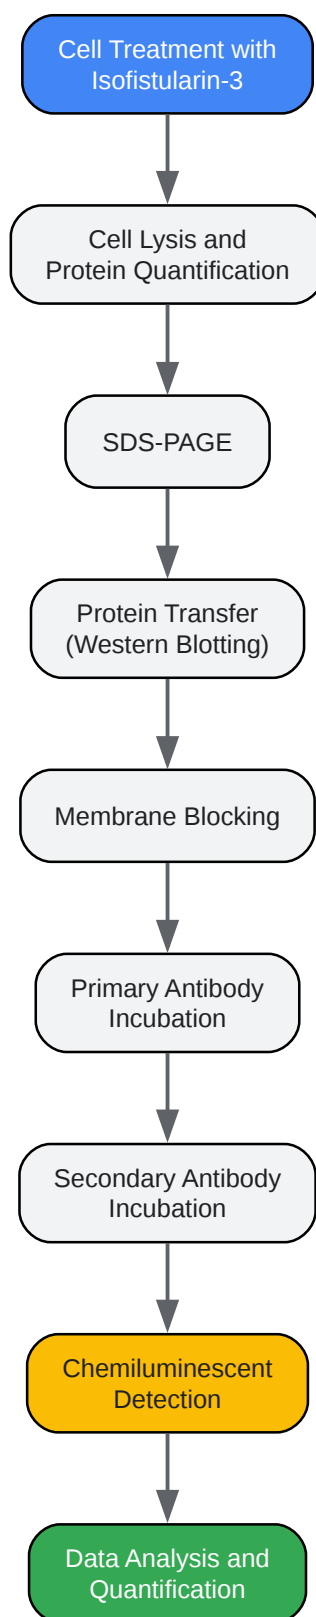 Cell Treatment with
Isofistularin-3
Cell Lysis and
Protein Quantification
SDS-PAGE
Protein Transfer
(Western Blotting)
Membrane Blocking
Primary Antibody
Incubation
Secondary Antibody
Incubation
Chemiluminescent
Detection
Data Analysis and
Quantification